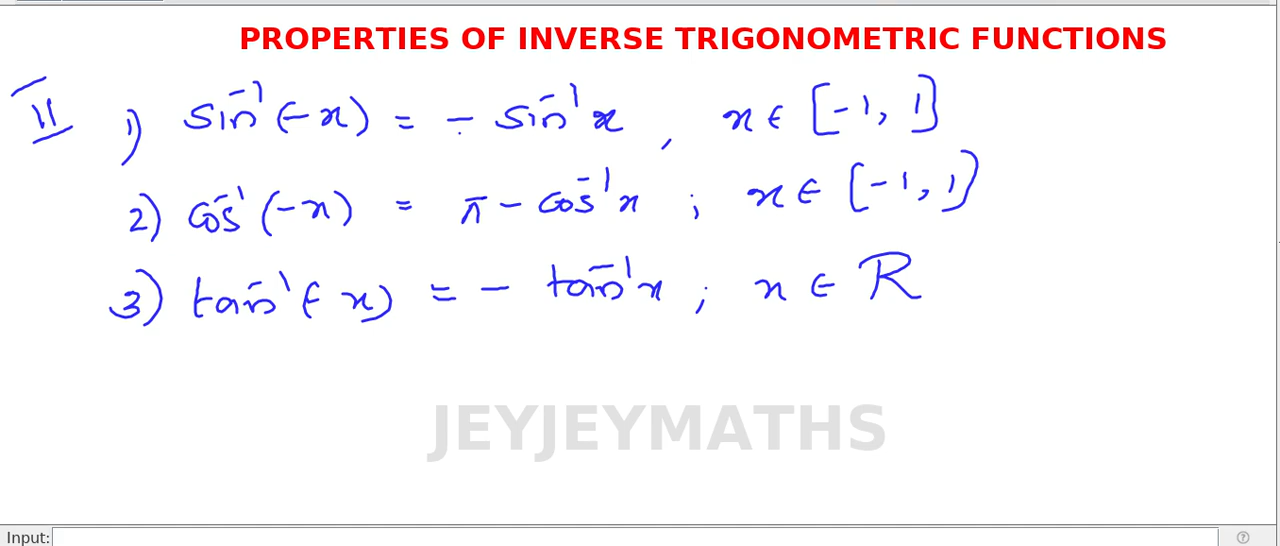 PROPERTIES OF INVERSE TRIGONOMETRIC FUNCTIONS
II 1) sin⁻¹(-x) = - sin⁻¹x , x ∈ [-1, 1]
2) cos⁻¹(-x) = π - cos⁻¹x ; x ∈ [-1, 1]
3) tan⁻¹(-x) = - tan⁻¹x ; x ∈ R
JEYJEYMATHS
Input: